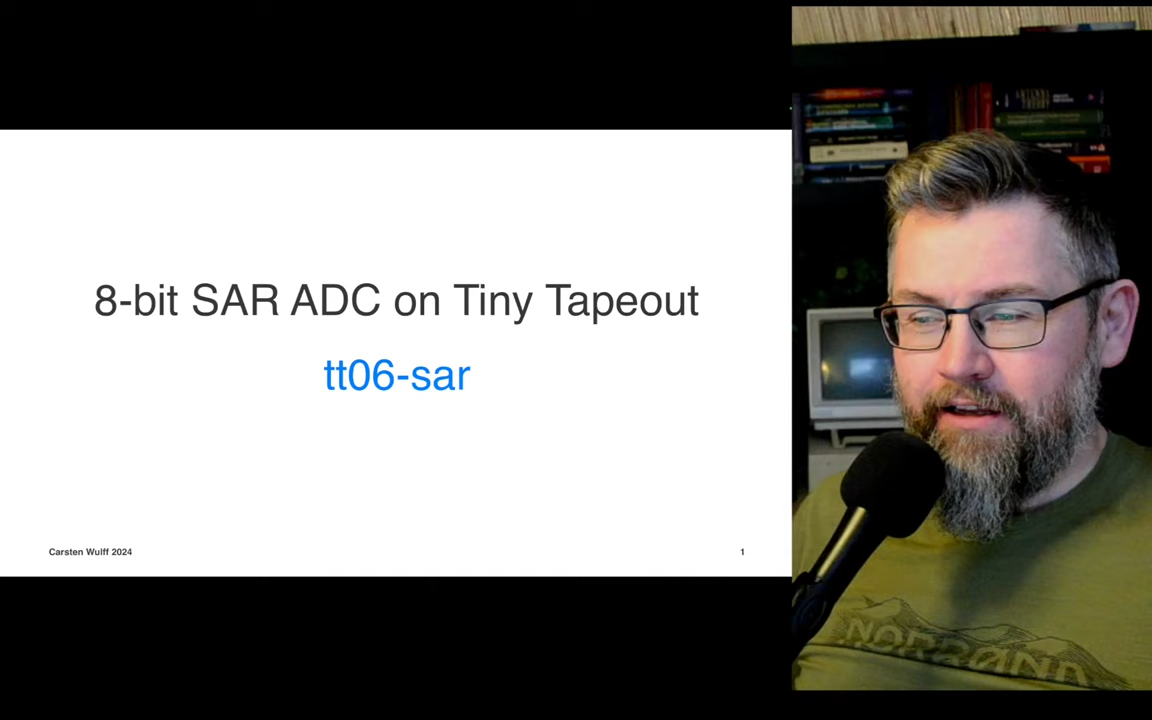 8-bit SAR ADC on Tiny Tapeout
tt06-sar
Carsten Wulff 2024
1
NORRØNA